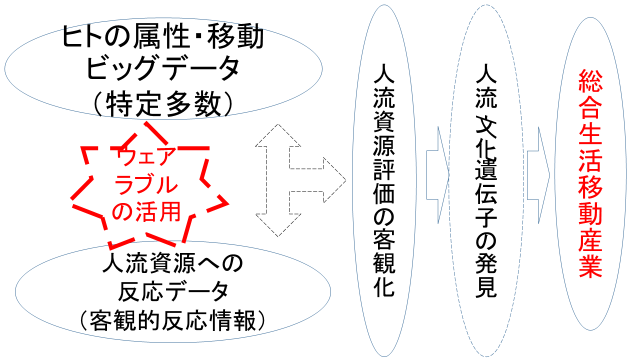 ヒトの属性・移動
ビッグデータ
（特定多数）
ウェア
ラブル
の活用
人流資源への
反応データ
（客観的反応情報）
人流資源評価の客観化
人流、文化遺伝子の発見
総合生活移動産業